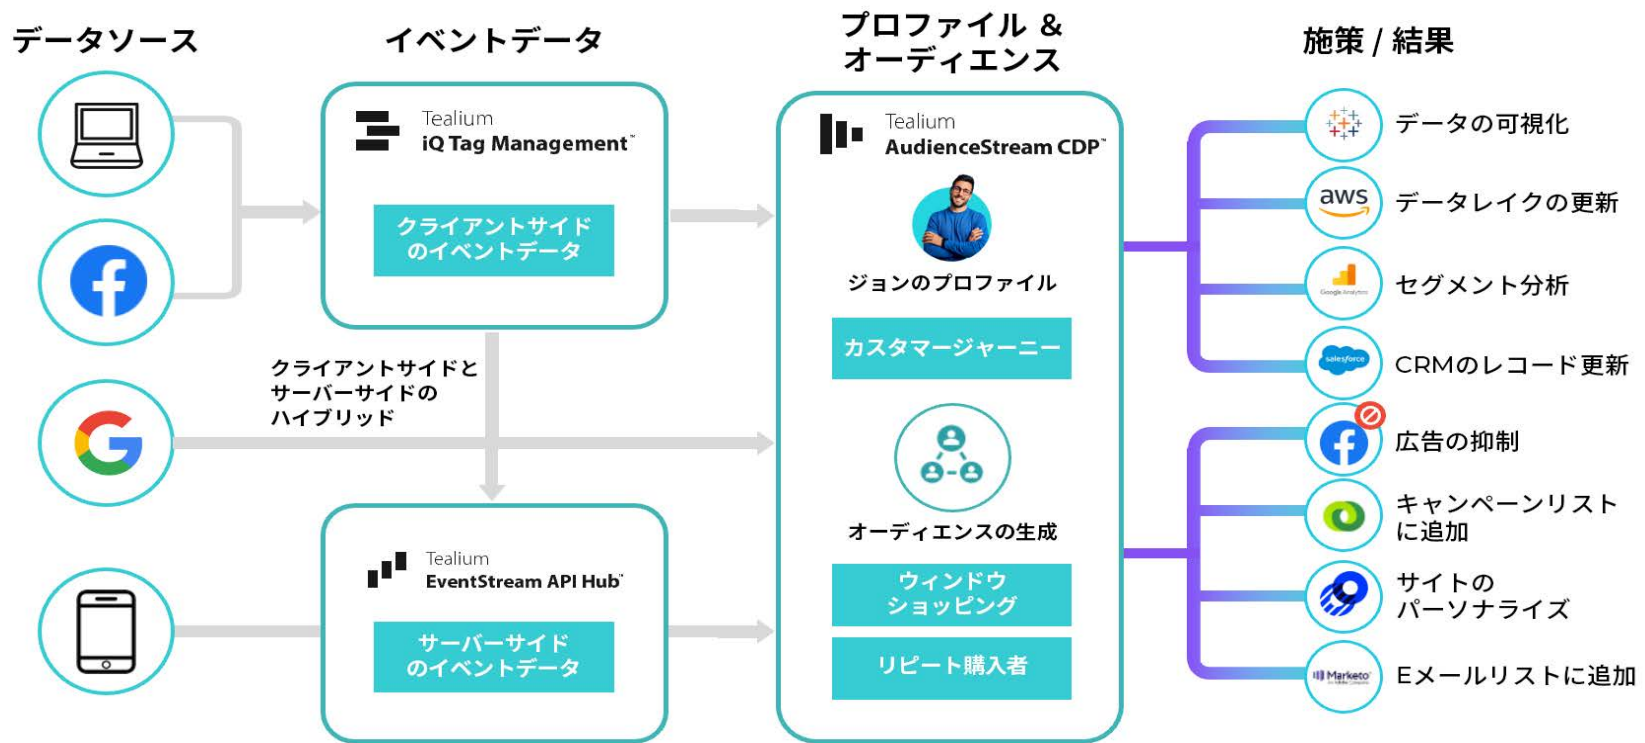 データソース
イベントデータ
プロファイル &
オーディエンス
施策 / 結果
Tealium
iQ Tag Management™
クライアントサイド
のイベントデータ
クライアントサイドと
サーバーサイドの
ハイブリッド
Tealium
EventStream API Hub™
サーバーサイド
のイベントデータ
Tealium
AudienceStream CDP™
ジョンのプロファイル
カスタマージャーニー
オーディエンスの生成
ウィンドウ
ショッピング
リピート購入者
データの可視化
aws
データレイクの更新
Google Analytics
セグメント分析
salesforce
CRMのレコード更新
広告の抑制
キャンペーンリスト
に追加
サイトの
パーソナライズ
Marketo
Eメールリストに追加